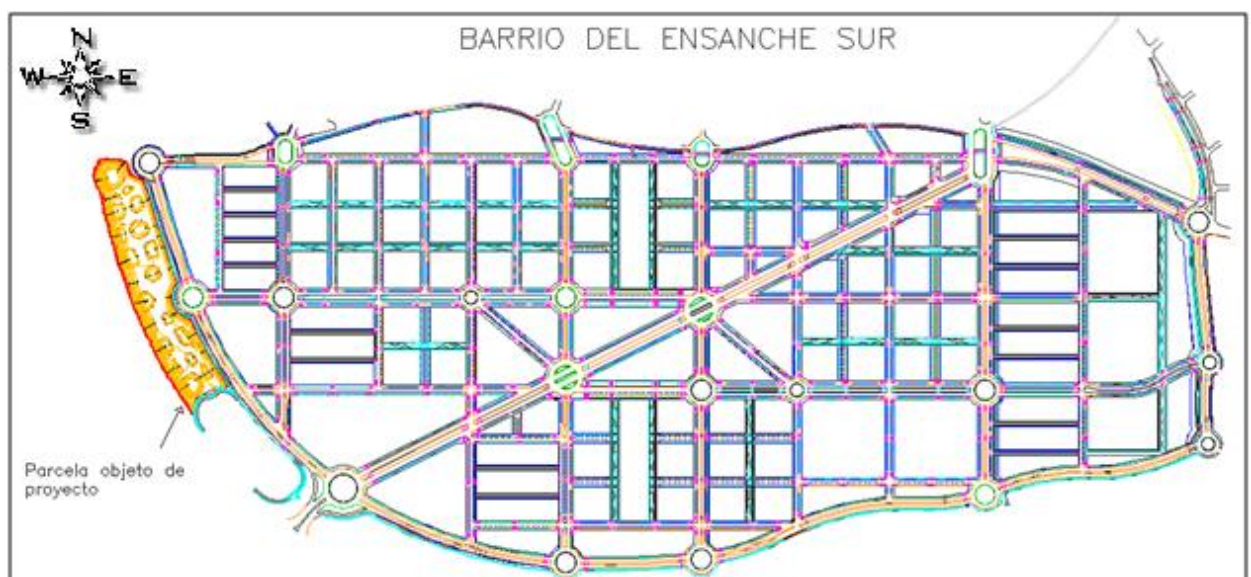 BARRIO DEL ENSANCHE SUR
N
W E
S
Parcela objeto de
proyecto